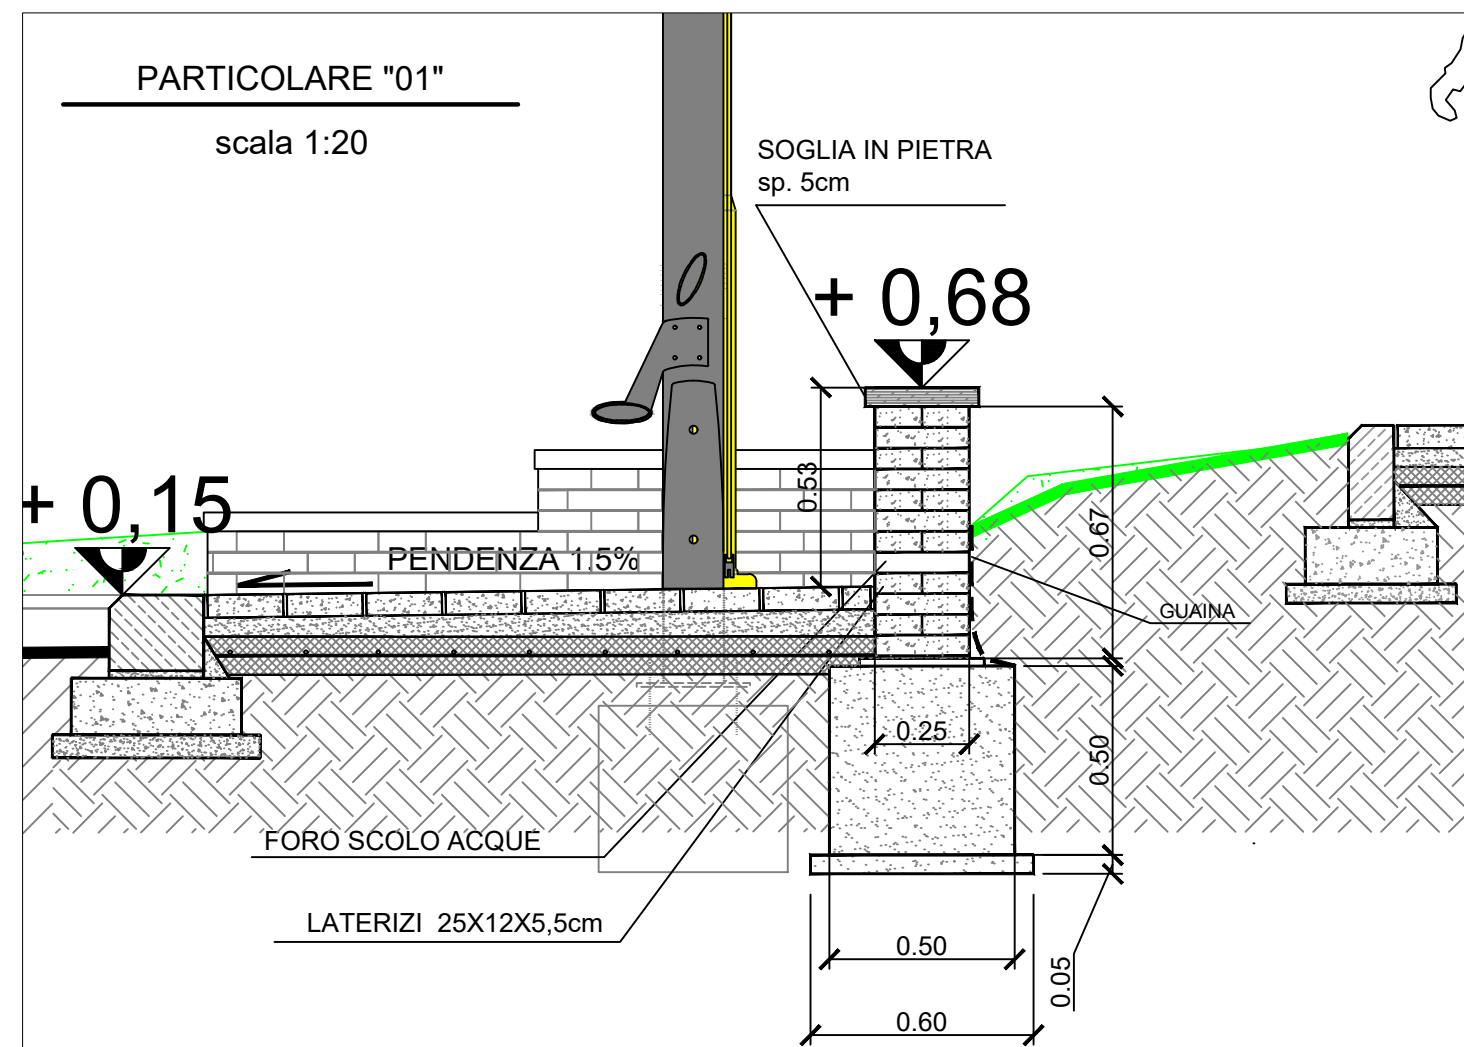 PARTICOLARE "01"
scala 1:20
SOGLIA IN PIETRA
sp. 5cm
+ 0,68
0.53
+ 0,15
PENDENZA 1.5%
0.67
GUAINA
0.25
0.50
FORO SCOLO ACQUE
LATERIZI 25X12X5,5cm
0.50
0.05
0.60